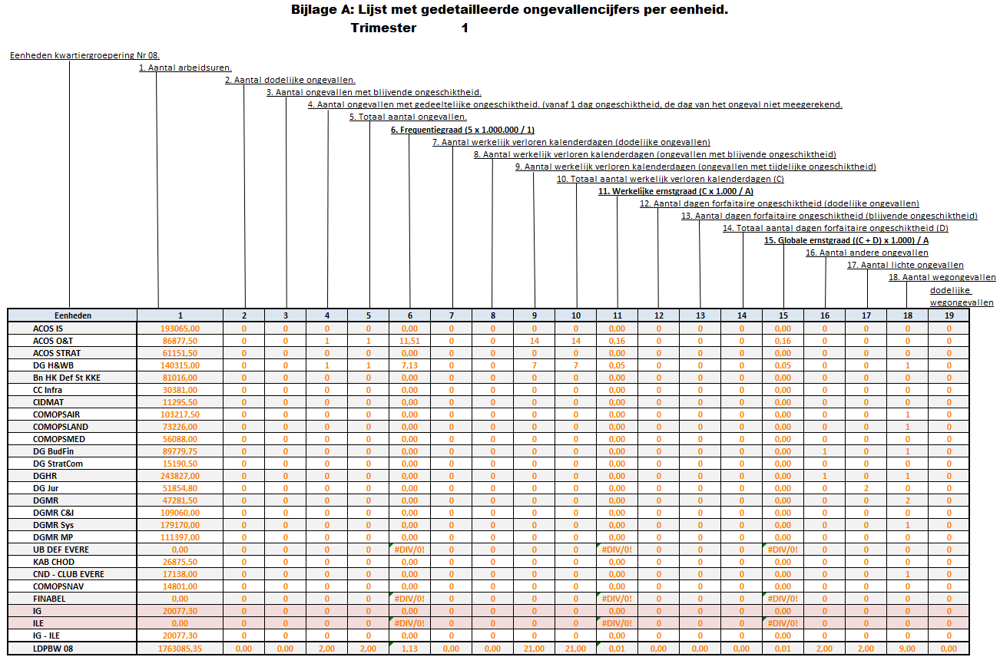 Bijlage A: Lijst met gedetailleerde ongevallencijfers per eenheid.
Trimester 1
Eenheden kwartiergroepering Nr 08.
1. Aantal arbeidsuren.
2. Aantal dodelijke ongevallen.
3. Aantal ongevallen met blijvende ongeschiktheid.
4. Aantal ongevallen met gedeeltelijke ongeschiktheid. (vanaf 1 dag ongeschiktheid, de dag van het ongeval niet meegerekend.
5. Totaal aantal ongevallen.
6. Frequentiegraad (5 x 1.000.000 / 1)
7. Aantal werkelijk verloren kalenderdagen (dodelijke ongevallen)
8. Aantal werkelijk verloren kalenderdagen (ongevallen met blijvende ongeschiktheid)
9. Aantal werkelijk verloren kalenderdagen (ongevallen met tijdelijke ongeschiktheid)
10. Totaal aantal werkelijk verloren kalenderdagen (C)
11. Werkelijke ernstgraad (C x 1.000 / A)
12. Aantal dagen forfaitaire ongeschiktheid (dodelijke ongevallen)
13. Aantal dagen forfaitaire ongeschiktheid (blijvende ongeschiktheid)
14. Totaal aantal dagen forfaitaire ongeschiktheid (D)
15. Globale ernstgraad ((C + D) x 1.000) / A
16. Aantal andere ongevallen
17. Aantal lichte ongevallen
18. Aantal wegongevallen
dodelijke
wegongevallen
Eenheden 1 2 3 4 5 6 7 8 9 10 11 12 13 14 15 16 17 18 19
ACOS IS 193065,00 0 0 0 0 0,00 0 0 0 0 0,00 0 0 0 0,00 0 0 0 0
ACOS O&T 86877,50 0 0 1 1 11,51 0 0 14 14 0,16 0 0 0 0,16 0 0 0 0
ACOS STRAT 61151,50 0 0 0 0 0,00 0 0 0 0 0,00 0 0 0 0,00 0 0 0 0
DG H&WB 140315,00 0 0 1 1 7,13 0 0 7 7 0,05 0 0 0 0,05 0 0 1 0
Bn HK Def St KKE 81016,00 0 0 0 0 0,00 0 0 0 0 0,00 0 0 0 0,00 0 0 0 0
CC Infra 30381,00 0 0 0 0 0,00 0 0 0 0 0,00 0 0 0 0,00 0 0 0 0
CIDMAT 11295,50 0 0 0 0 0,00 0 0 0 0 0,00 0 0 0 0,00 0 0 0 0
COMOPSAIR 103217,50 0 0 0 0 0,00 0 0 0 0 0,00 0 0 0 0,00 0 0 1 0
COMOPSLAND 73226,00 0 0 0 0 0,00 0 0 0 0 0,00 0 0 0 0,00 0 0 1 0
COMOPSMED 56088,00 0 0 0 0 0,00 0 0 0 0 0,00 0 0 0 0,00 0 0 0 0
DG BudFin 89779,75 0 0 0 0 0,00 0 0 0 0 0,00 0 0 0 0,00 1 0 1 0
DG StratCom 15190,50 0 0 0 0 0,00 0 0 0 0 0,00 0 0 0 0,00 0 0 0 0
DGHR 243827,00 0 0 0 0 0,00 0 0 0 0 0,00 0 0 0 0,00 1 0 1 0
DG Jur 51854,80 0 0 0 0 0,00 0 0 0 0 0,00 0 0 0 0,00 0 2 0 0
DGMR 47281,50 0 0 0 0 0,00 0 0 0 0 0,00 0 0 0 0,00 0 0 2 0
DGMR C&I 109060,00 0 0 0 0 0,00 0 0 0 0 0,00 0 0 0 0,00 0 0 0 0
DGMR Sys 179170,00 0 0 0 0 0,00 0 0 0 0 0,00 0 0 0 0,00 0 0 1 0
DGMR MP 111397,00 0 0 0 0 0,00 0 0 0 0 0,00 0 0 0 0,00 0 0 0 0
UB DEF EVERE 0,00 0 0 0 0 #DIV/0! 0 0 0 0 #DIV/0! 0 0 0 #DIV/0! 0 0 0 0
KAB CHOD 26875,50 0 0 0 0 0,00 0 0 0 0 0,00 0 0 0 0,00 0 0 0 0
CND - CLUB EVERE 17138,00 0 0 0 0 0,00 0 0 0 0 0,00 0 0 0 0,00 0 0 1 0
COMOPSNAV 14801,00 0 0 0 0 0,00 0 0 0 0 0,00 0 0 0 0,00 0 0 0 0
FINABEL 0,00 0 0 0 0 #DIV/0! 0 0 0 0 #DIV/0! 0 0 0 #DIV/0! 0 0 0 0
IG 20077,30 0 0 0 0 0,00 0 0 0 0 0,00 0 0 0 0,00 0 0 0 0
ILE 0,00 0 0 0 0 #DIV/0! 0 0 0 0 #DIV/0! 0 0 0 #DIV/0! 0 0 0 0
IG - ILE 20077,30 0 0 0 0 0,00 0 0 0 0 0,00 0 0 0 0,00 0 0 0 0
LDPBW 08 1763085,35 0,00 0,00 2,00 2,00 1,13 0,00 0,00 21,00 21,00 0,01 0,00 0,00 0,00 0,01 2,00 2,00 9,00 0,00